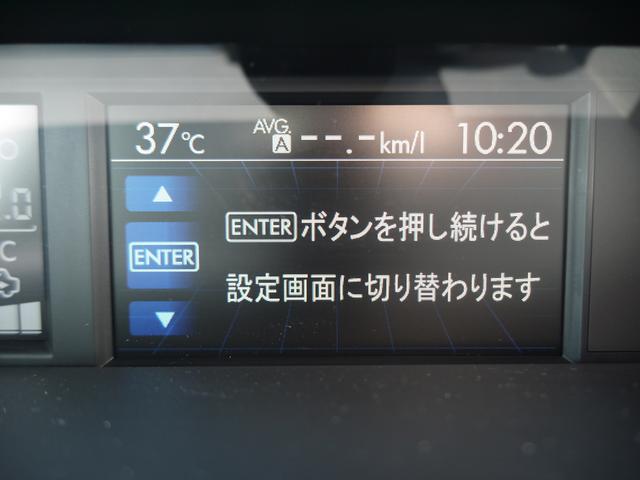 37℃ AVG. A --.-km/l 10:20
ENTER
ENTERボタンを押し続けると
設定画面に切り替わります
.0
C